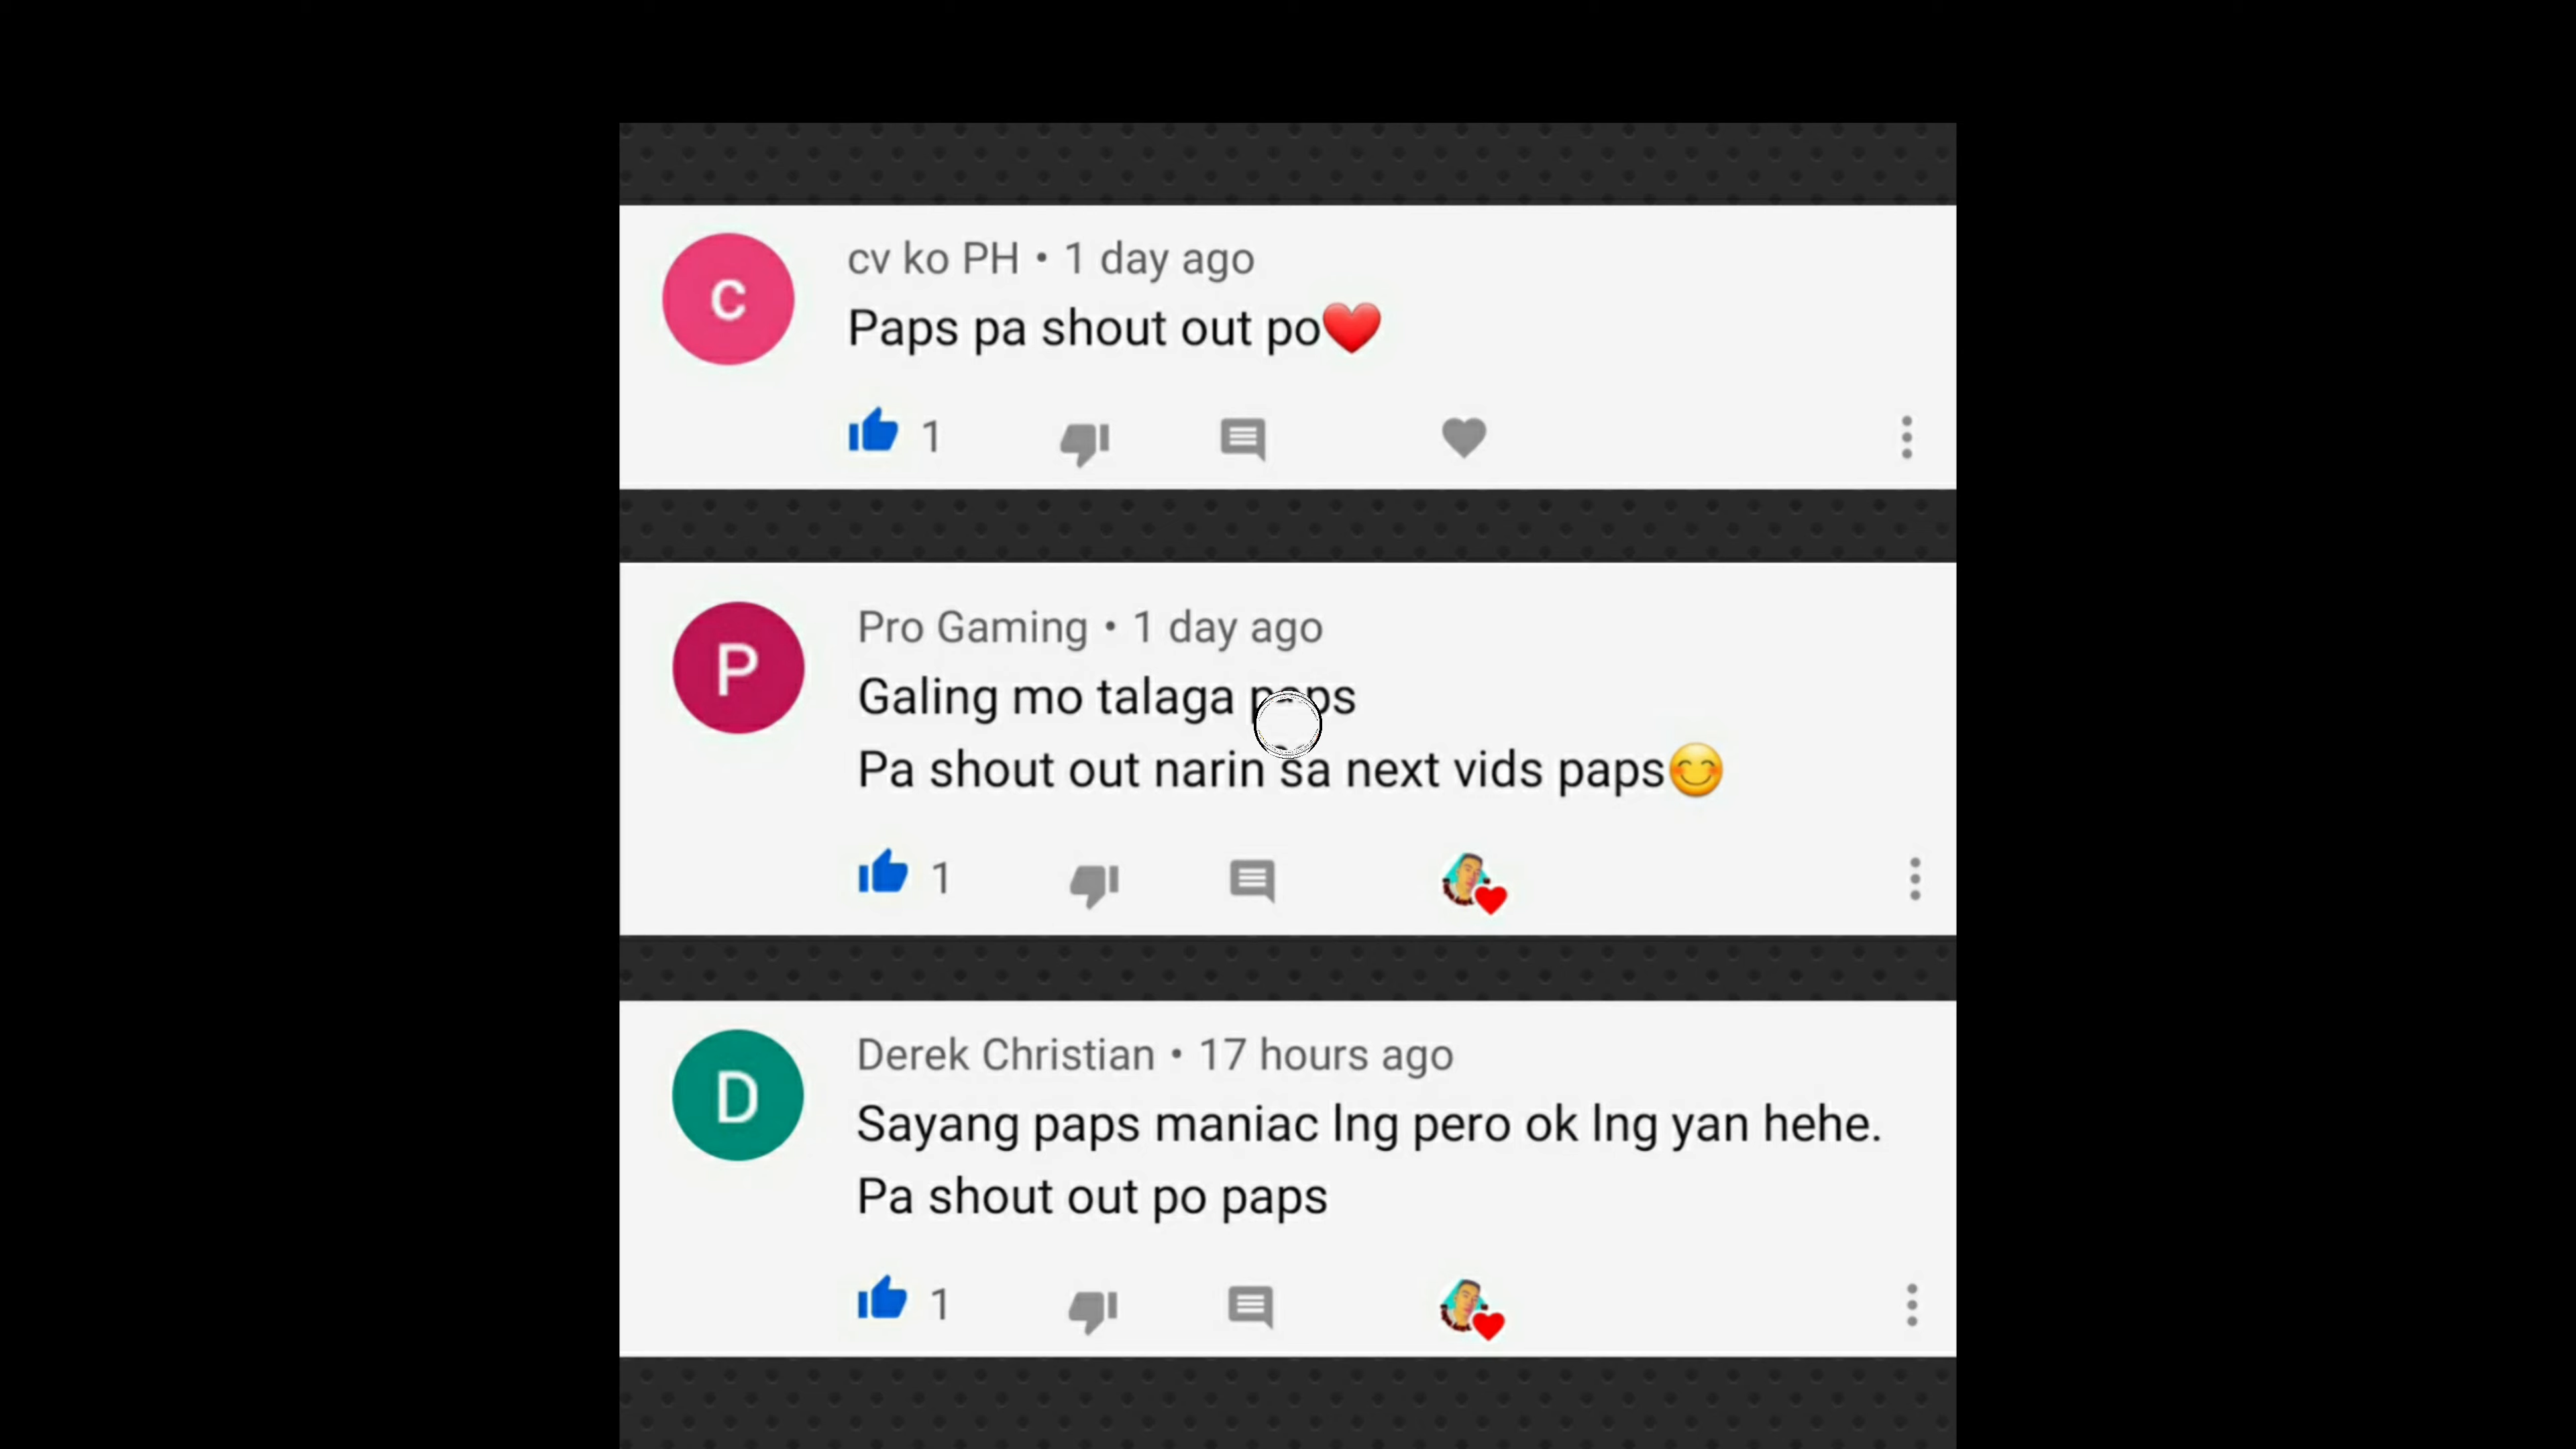 C
cv ko PH • 1 day ago
Paps pa shout out po❤️
1
P
Pro Gaming • 1 day ago
Galing mo talaga paps
Pa shout out narin sa next vids paps😊
1
D
Derek Christian • 17 hours ago
Sayang paps maniac lng pero ok lng yan hehe.
Pa shout out po paps
1